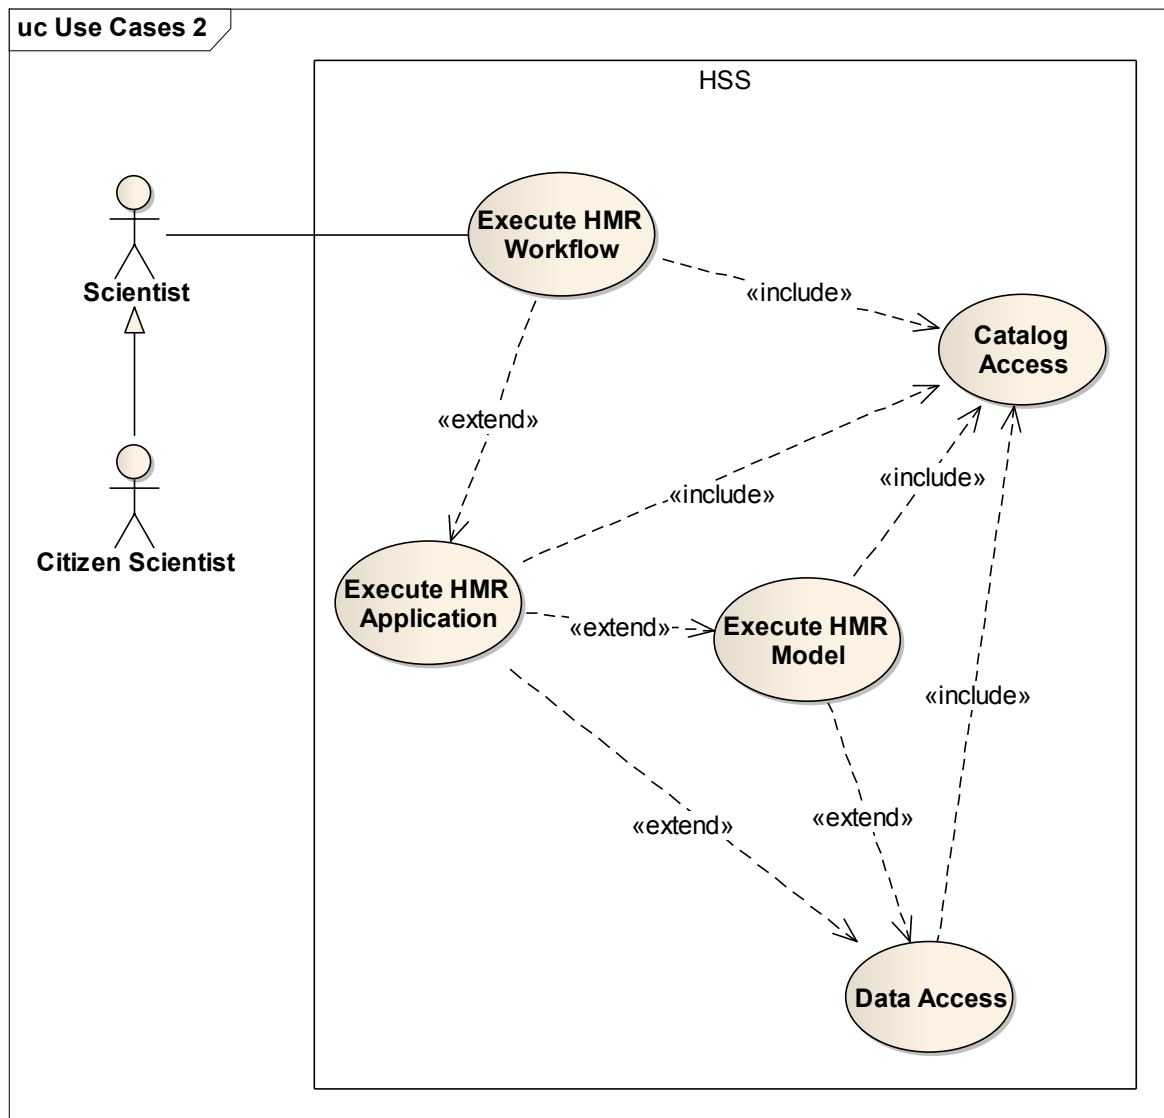 uc Use Cases 2
HSS
Execute HMR
Workflow
Scientist
«include»
Catalog
Access
«extend»
«include»
«include»
Citizen Scientist
Execute HMR
Application
«extend»
Execute HMR
Model
«include»
«extend»
«extend»
Data Access